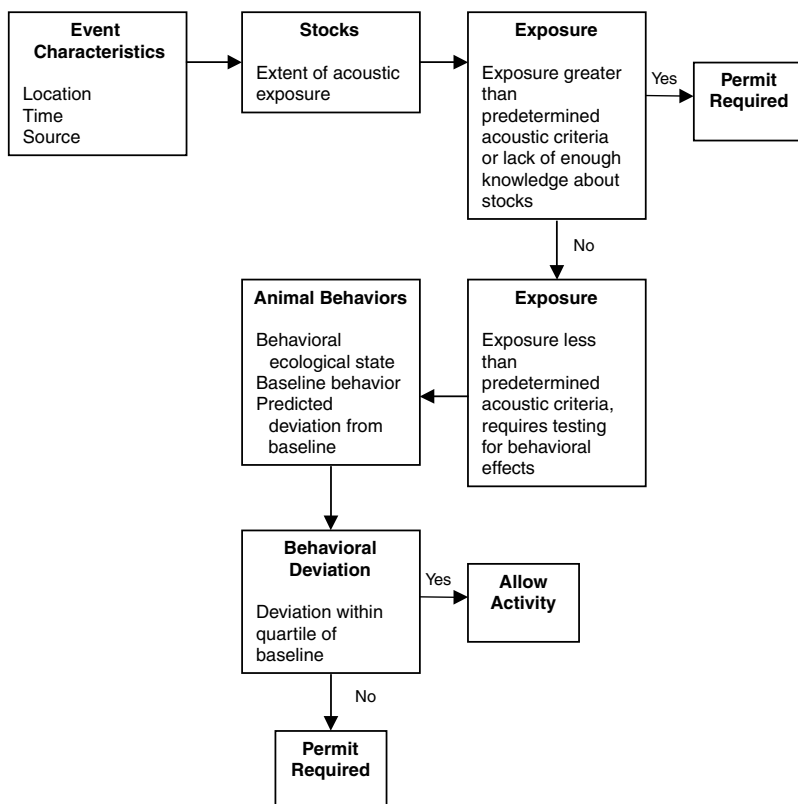 Event
Characteristics
Location
Time
Source
Stocks
Extent of acoustic
exposure
Exposure
Exposure greater
than
predetermined
acoustic criteria
or lack of enough
knowledge about
stocks
Yes
Permit
Required
No
Exposure
Exposure less
than
predetermined
acoustic criteria,
requires testing
for behavioral
effects
Animal Behaviors
Behavioral
ecological state
Baseline behavior
Predicted
deviation from
baseline
Behavioral
Deviation
Deviation within
quartile of
baseline
Yes
Allow
Activity
No
Permit
Required